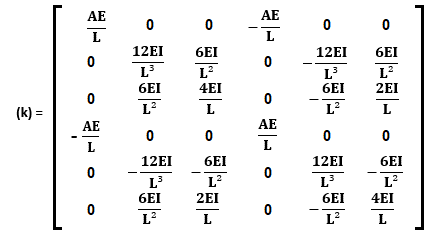 AE/L 0 0 −AE/L 0 0
0 12EI/L³ 6EI/L² 0 −12EI/L³ 6EI/L²
0 6EI/L² 4EI/L 0 −6EI/L² 2EI/L
(k) =
-AE/L 0 0 AE/L 0 0
0 −12EI/L³ −6EI/L² 0 12EI/L³ −6EI/L²
0 6EI/L² 2EI/L 0 −6EI/L² 4EI/L